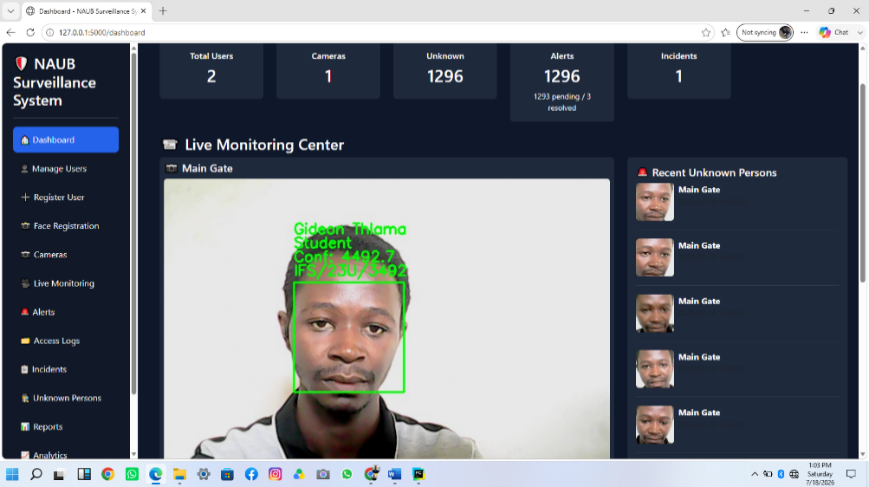 Dashboard - NAUB Surveillance Sy
127.0.0.1:5000/dashboard
Not syncing
Chat
NAUB
Surveillance
System
Dashboard
Manage Users
Register User
Face Registration
Cameras
Live Monitoring
Alerts
Access Logs
Incidents
Unknown Persons
Reports
Analytics
Total Users
2
Cameras
1
Unknown
1296
Alerts
1296
1293 pending / 3
resolved
Incidents
1
Live Monitoring Center
Main Gate
Gideon Thlama
Student
Conf: 4492.7
IFS/23U/3492
Recent Unknown Persons
Main Gate
Main Gate
Main Gate
Main Gate
Main Gate
1:03 PM
Saturday
7/18/2026